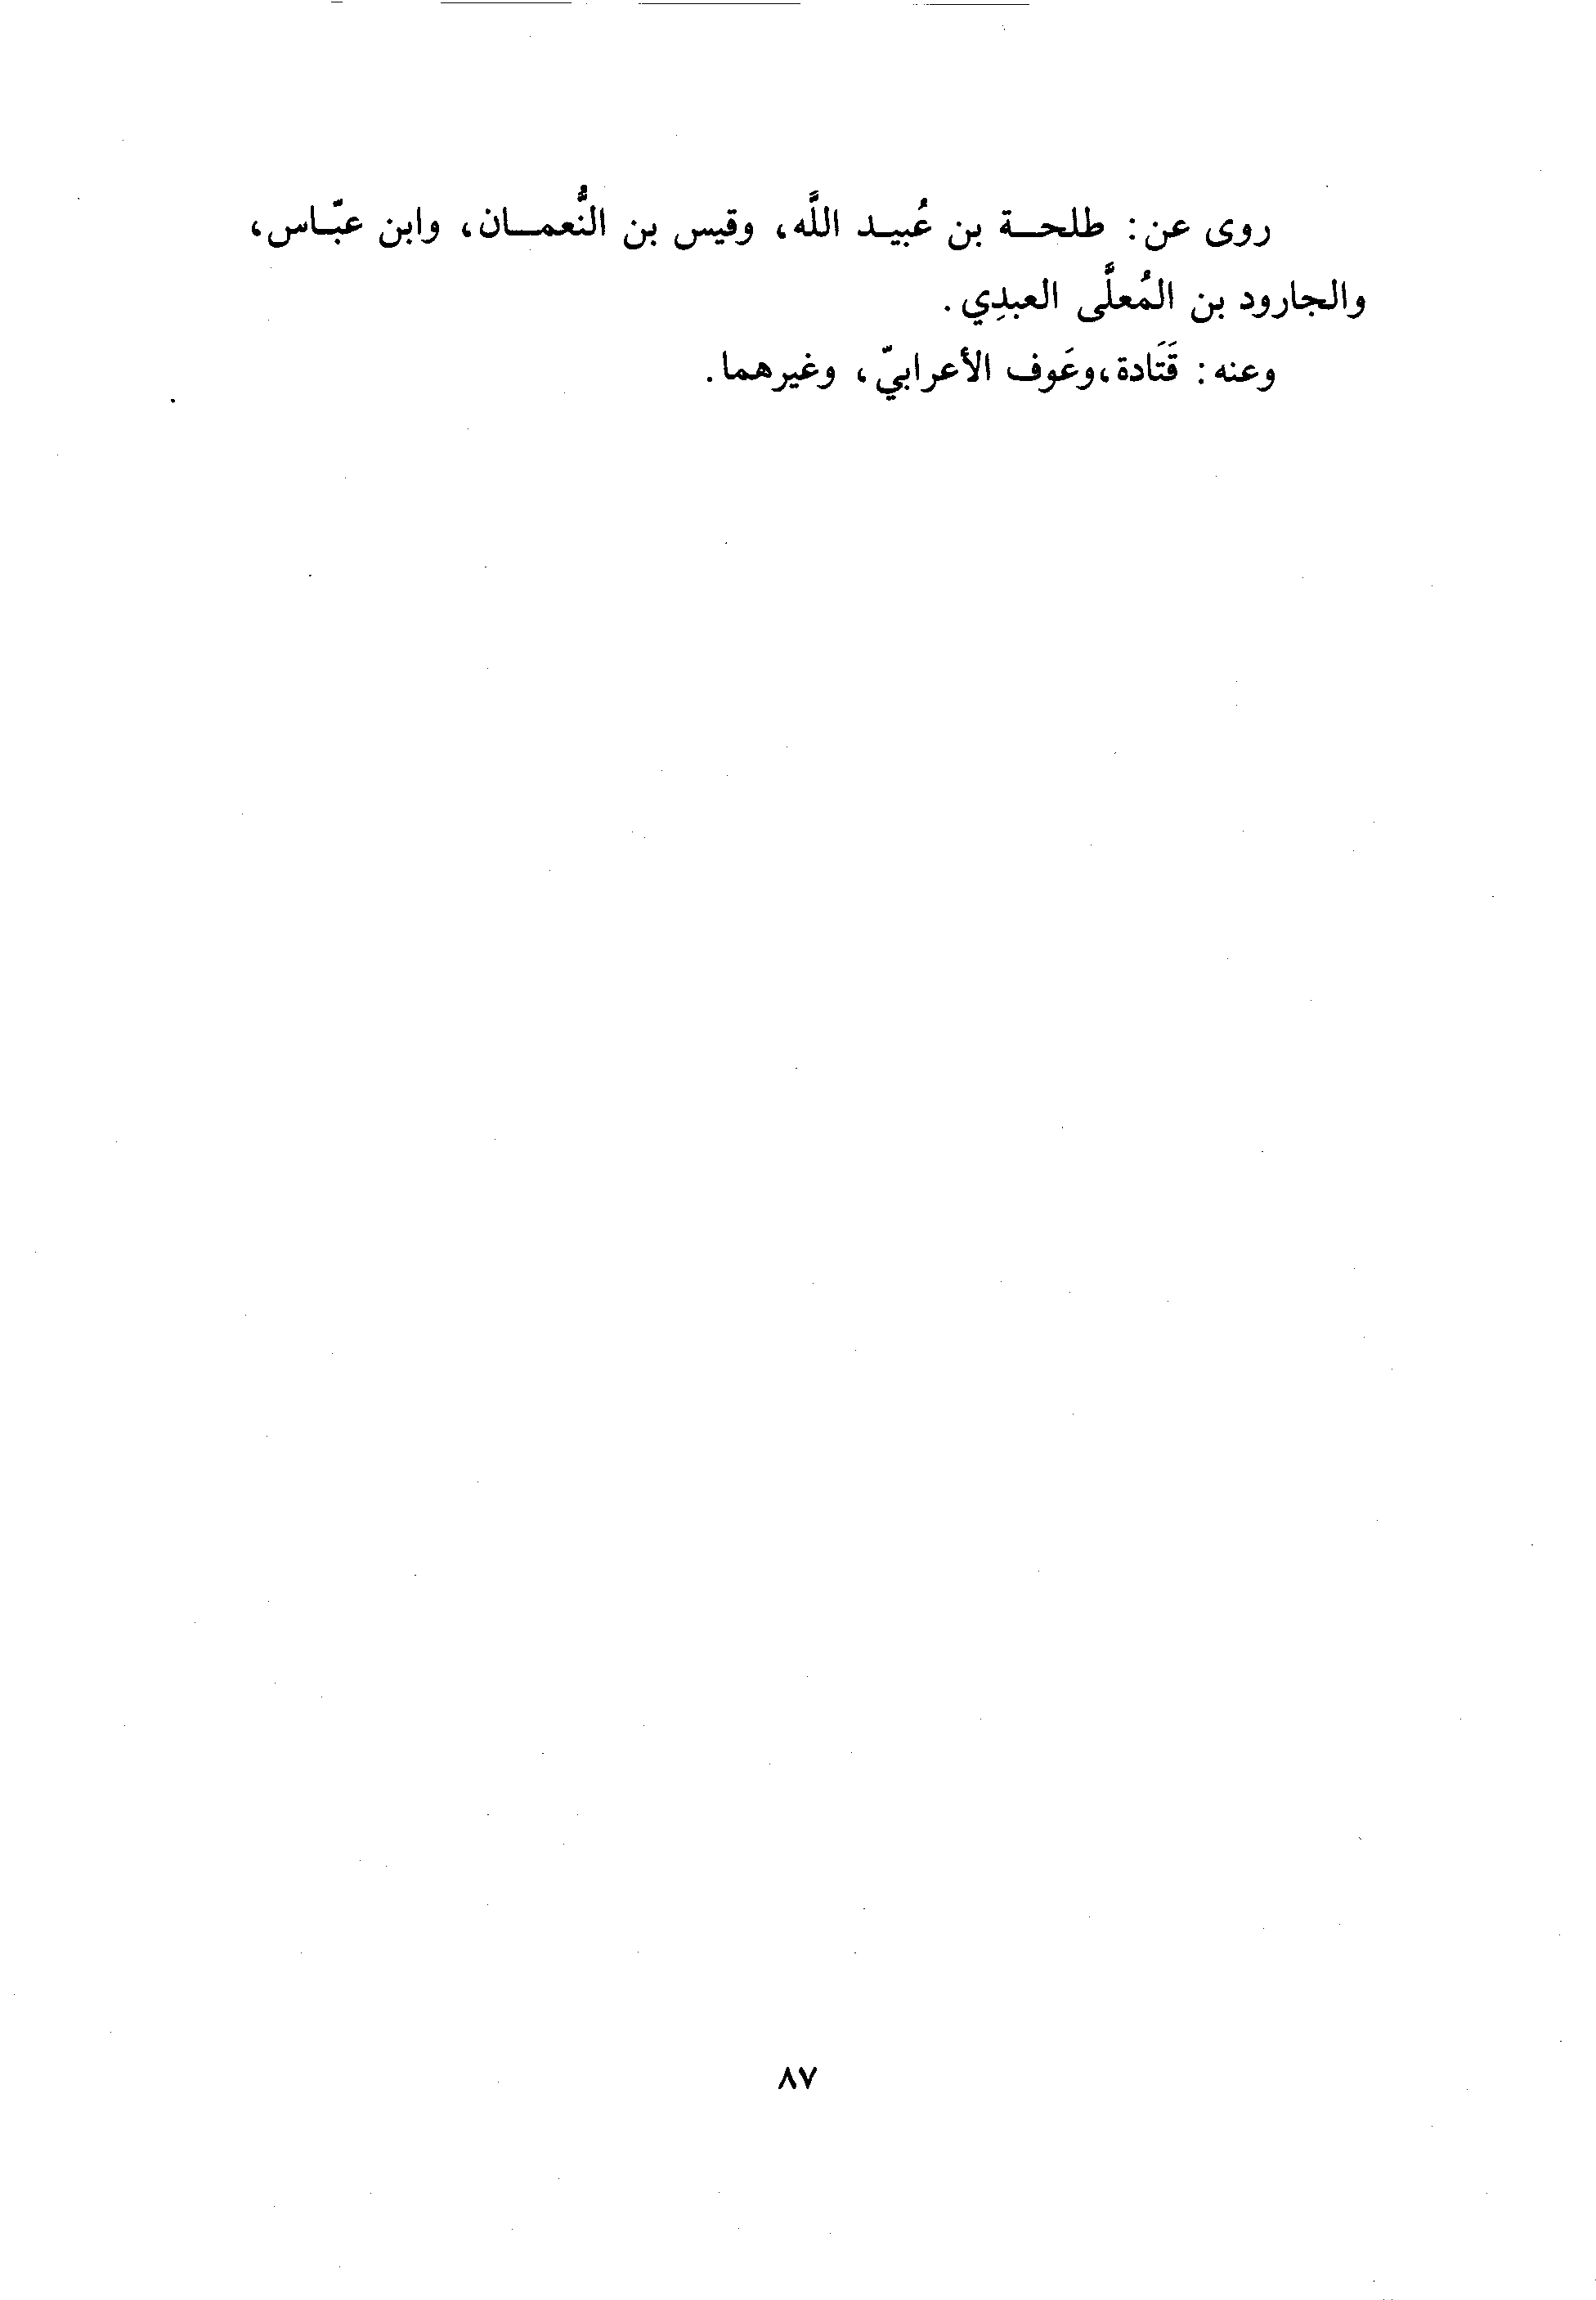 روى عن: طلحة بن عُبيد اللَّه، وقيس بن النُّعمان، وابن عبّاس،
والجارود بن المُعلَّى العبدِي.
وعنه: قَتَادة، وعَوف الأعرابيّ، وغيرهما.
٨٧